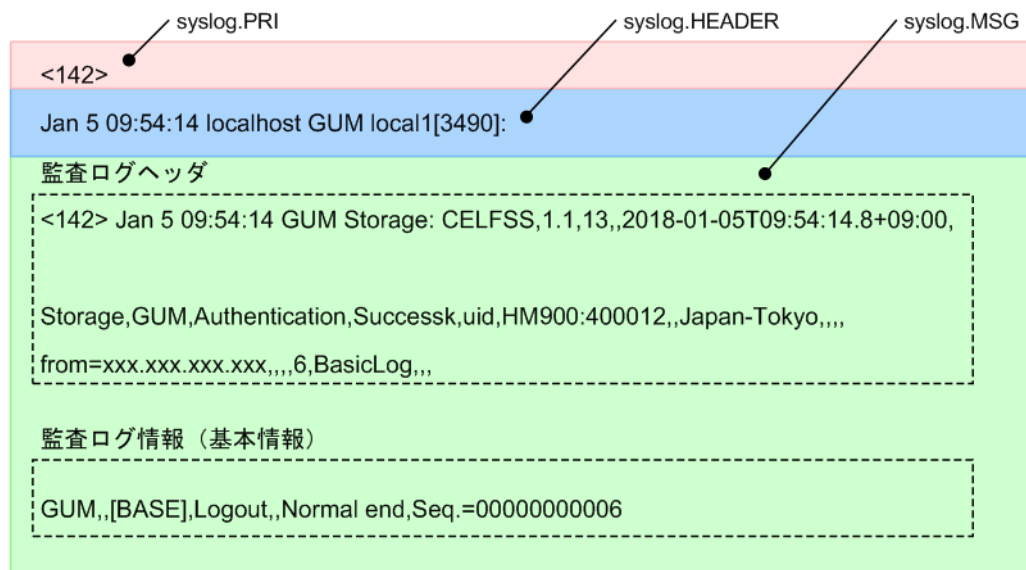 syslog.PRI syslog.HEADER syslog.MSG
<142>
Jan 5 09:54:14 localhost GUM local1[3490]:
監査ログヘッダ
<142> Jan 5 09:54:14 GUM Storage: CELFSS,1.1,13,,2018-01-05T09:54:14.8+09:00,
Storage,GUM,Authentication,Successk,uid,HM900:400012,,Japan-Tokyo,,,,
from=xxx.xxx.xxx.xxx,,,,6,BasicLog,,,
監査ログ情報（基本情報）
GUM,,[BASE],Logout,,Normal end,Seq.=00000000006